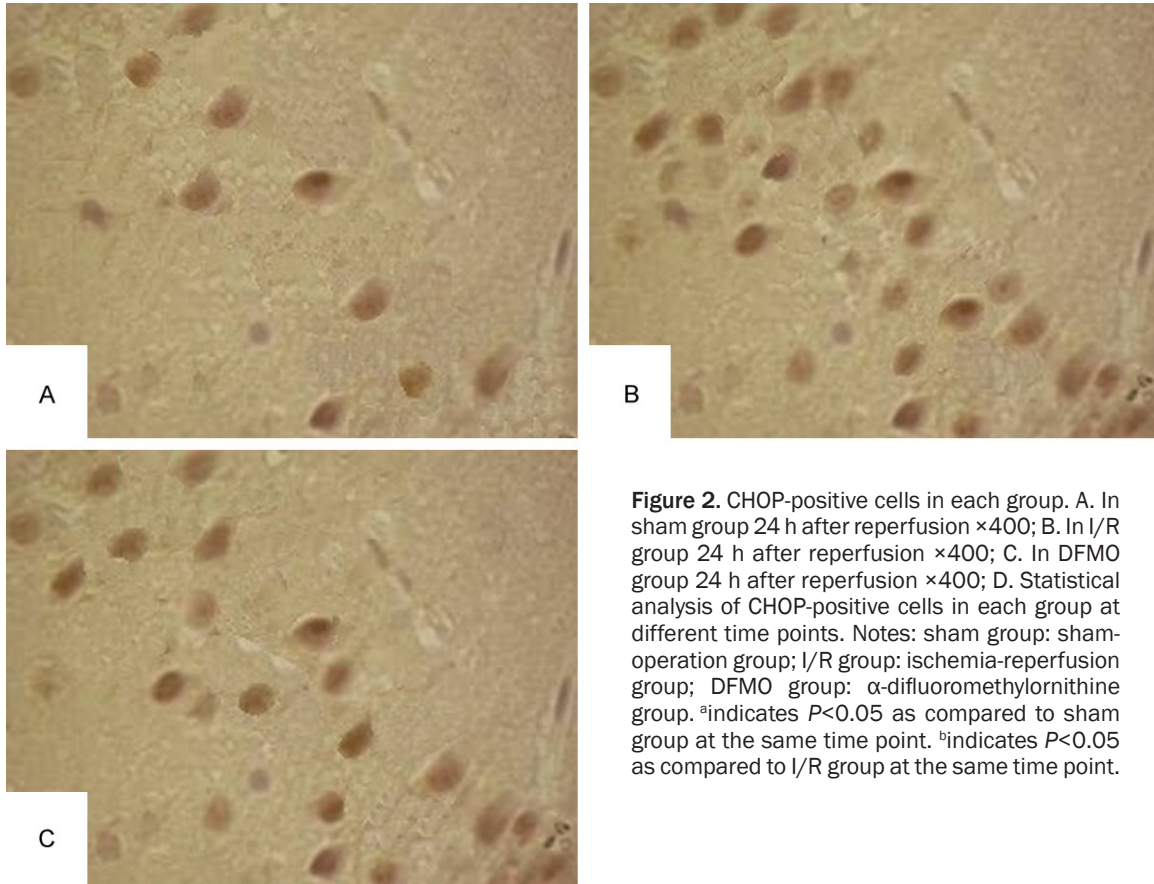 A
B
C
Figure 2. CHOP-positive cells in each group. A. In
sham group 24 h after reperfusion ×400; B. In I/R
group 24 h after reperfusion ×400; C. In DFMO
group 24 h after reperfusion ×400; D. Statistical
analysis of CHOP-positive cells in each group at
different time points. Notes: sham group: sham-
operation group; I/R group: ischemia-reperfusion
group; DFMO group: α-difluoromethylornithine
group. ᵃindicates P<0.05 as compared to sham
group at the same time point. ᵇindicates P<0.05
as compared to I/R group at the same time point.